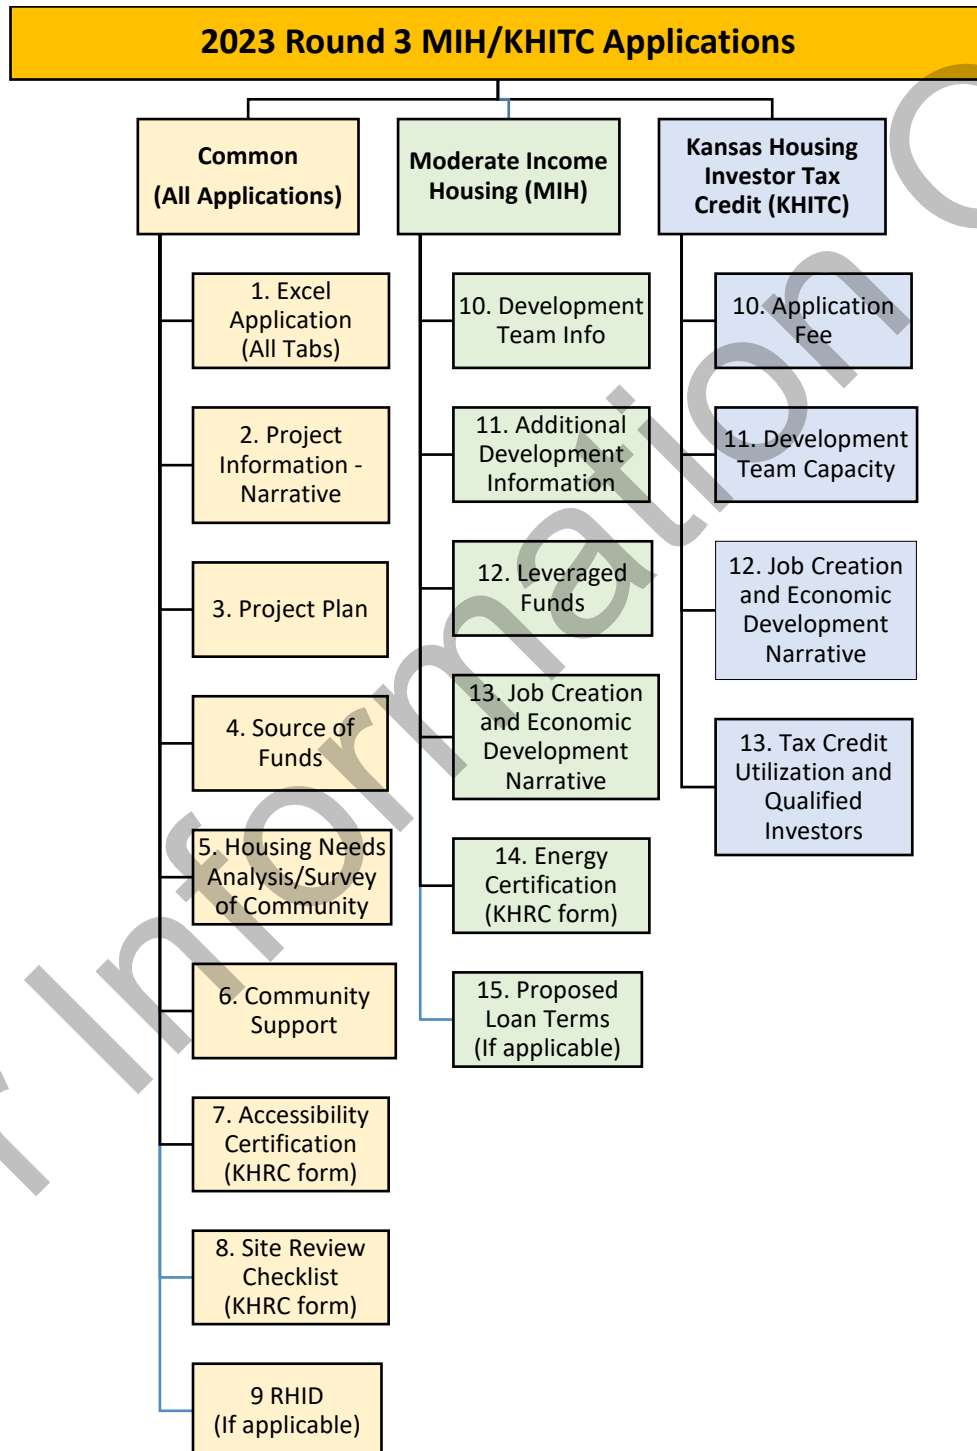 2023 Round 3 MIH/KHITC Applications
Common
(All Applications)
1. Excel
Application
(All Tabs)
2. Project
Information -
Narrative
3. Project Plan
4. Source of
Funds
5. Housing Needs
Analysis/Survey
of Community
6. Community
Support
7. Accessibility
Certification
(KHRC form)
8. Site Review
Checklist
(KHRC form)
9 RHID
(If applicable)
Moderate Income
Housing (MIH)
10. Development
Team Info
11. Additional
Development
Information
12. Leveraged
Funds
13. Job Creation
and Economic
Development
Narrative
14. Energy
Certification
(KHRC form)
15. Proposed
Loan Terms
(If applicable)
Kansas Housing
Investor Tax
Credit (KHITC)
10. Application
Fee
11. Development
Team Capacity
12. Job Creation
and Economic
Development
Narrative
13. Tax Credit
Utilization and
Qualified
Investors
r Information O